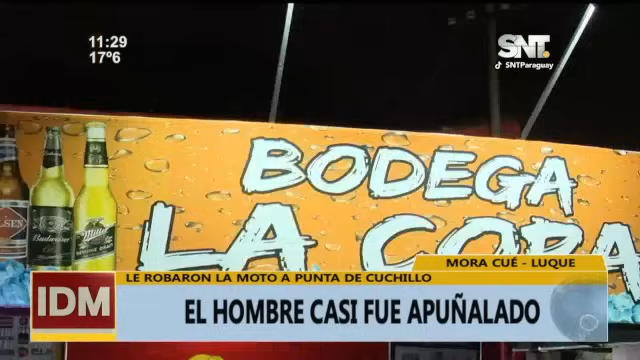 11:29
17°6
SNT
SNTParaguay
BODEGA
LA COPA
Budweiser
Miller
MORA CUÉ - LUQUE
LE ROBARON LA MOTO A PUNTA DE CUCHILLO
IDM
EL HOMBRE CASI FUE APUÑALADO